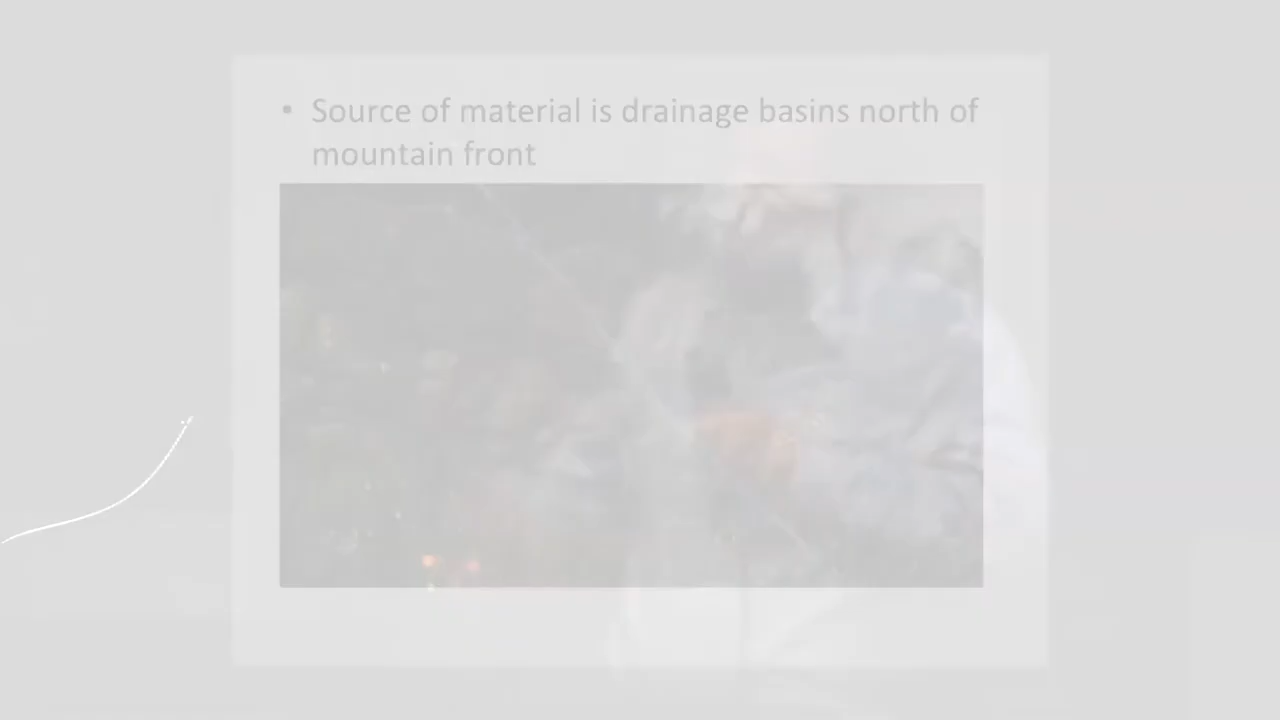 • Source of material is drainage basins north of
mountain front